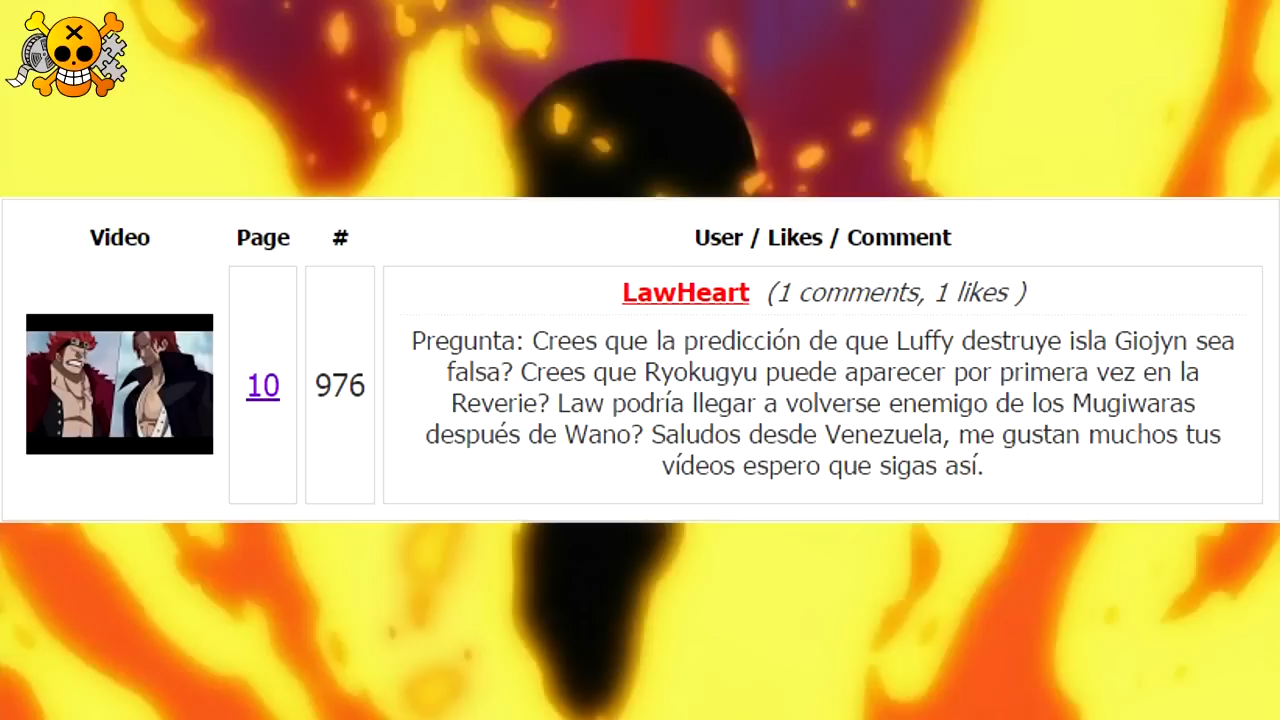 Video Page # User / Likes / Comment
LawHeart (1 comments, 1 likes )
10 976
Pregunta: Crees que la predicción de que Luffy destruye isla Giojyn sea
falsa? Crees que Ryokugyu puede aparecer por primera vez en la
Reverie? Law podría llegar a volverse enemigo de los Mugiwaras
después de Wano? Saludos desde Venezuela, me gustan muchos tus
vídeos espero que sigas así.